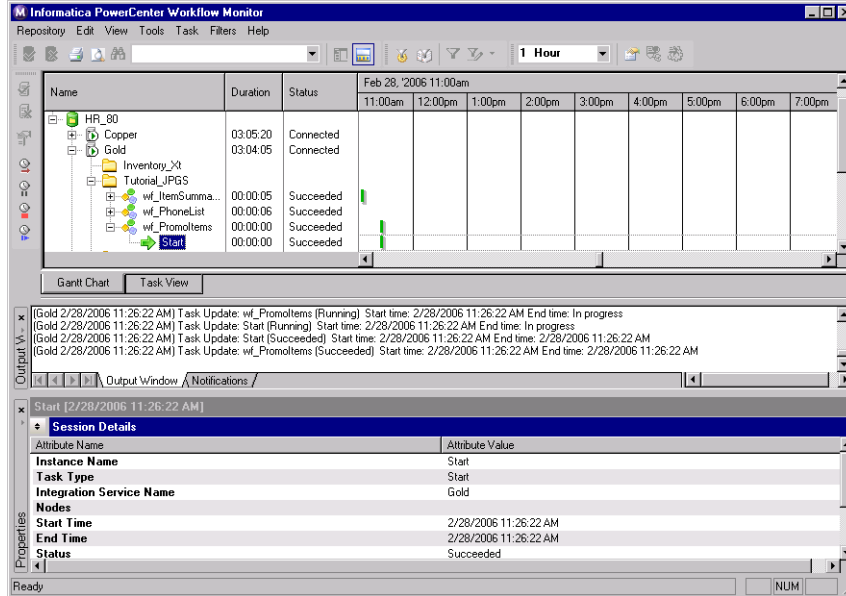 Informatica PowerCenter Workflow Monitor
Repository Edit View Tools Task Filters Help
1 Hour
Name Duration Status Feb 28, '2006 11:00am
11:00am 12:00pm 1:00pm 2:00pm 3:00pm 4:00pm 5:00pm 6:00pm 7:00pm
HR_80
Copper 03:05:20 Connected
Gold 03:04:05 Connected
Inventory_Xt
Tutorial_JPGS
wf_ItemSumma... 00:00:05 Succeeded
wf_PhoneList 00:00:06 Succeeded
wf_PromoItems 00:00:00 Succeeded
Start 00:00:00 Succeeded
Gantt Chart Task View
(Gold 2/28/2006 11:26:22 AM) Task Update: wf_PromoItems (Running) Start time: 2/28/2006 11:26:22 AM End time: In progress
(Gold 2/28/2006 11:26:22 AM) Task Update: Start (Running) Start time: 2/28/2006 11:26:22 AM End time: In progress
(Gold 2/28/2006 11:26:22 AM) Task Update: Start (Succeeded) Start time: 2/28/2006 11:26:22 AM End time: 2/28/2006 11:26:22 AM
(Gold 2/28/2006 11:26:22 AM) Task Update: wf_PromoItems (Succeeded) Start time: 2/28/2006 11:26:22 AM End time: 2/28/2006 11:26:22 AM
Output Window Notifications
Start [2/28/2006 11:26:22 AM]
Session Details
Attribute Name Attribute Value
Instance Name Start
Task Type Start
Integration Service Name Gold
Nodes
Start Time 2/28/2006 11:26:22 AM
End Time 2/28/2006 11:26:22 AM
Status Succeeded
Properties
Ready NUM